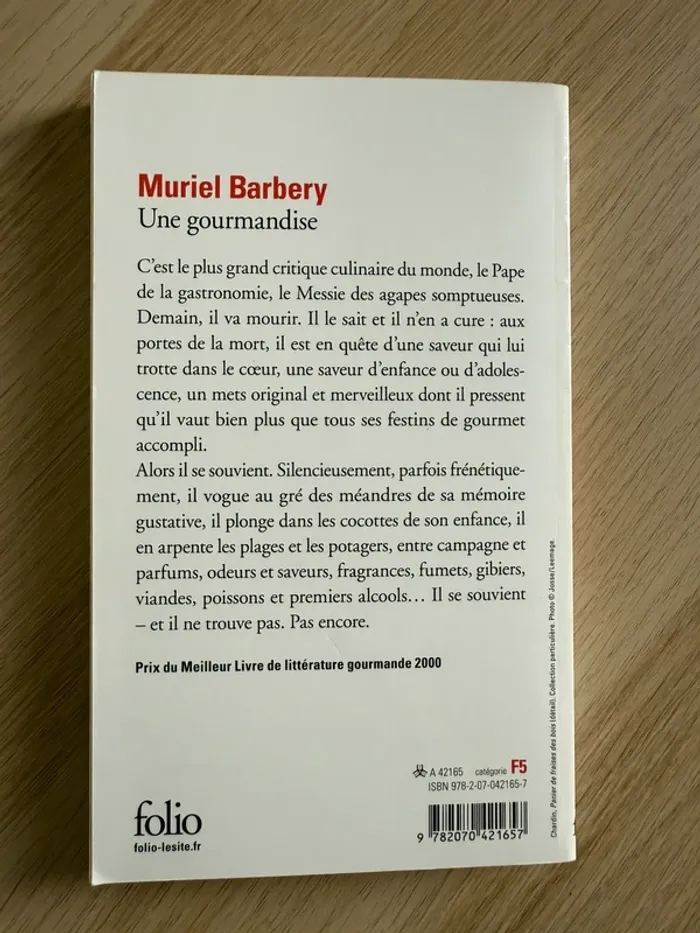 Muriel Barbery
Une gourmandise
C'est le plus grand critique culinaire du monde, le Pape
de la gastronomie, le Messie des agapes somptueuses.
Demain, il va mourir. Il le sait et il n'en a cure : aux
portes de la mort, il est en quête d'une saveur qui lui
trotte dans le cœur, une saveur d'enfance ou d'adoles-
cence, un mets original et merveilleux dont il pressent
qu'il vaut bien plus que tous ses festins de gourmet
accompli.
Alors il se souvient. Silencieusement, parfois frénétique-
ment, il vogue au gré des méandres de sa mémoire
gustative, il plonge dans les cocottes de son enfance, il
en arpente les plages et les potagers, entre campagne et
parfums, odeurs et saveurs, fragrances, fumets, gibiers,
viandes, poissons et premiers alcools... Il se souvient
– et il ne trouve pas. Pas encore.
Prix du Meilleur Livre de littérature gourmande 2000
A 42165 catégorie F5
ISBN 978-2-07-042165-7
9 782070 421657
folio
folio-lesite.fr
Chardin, Panier de fraises des bois (détail). Collection particulière. Photo © Josse/Leemage.